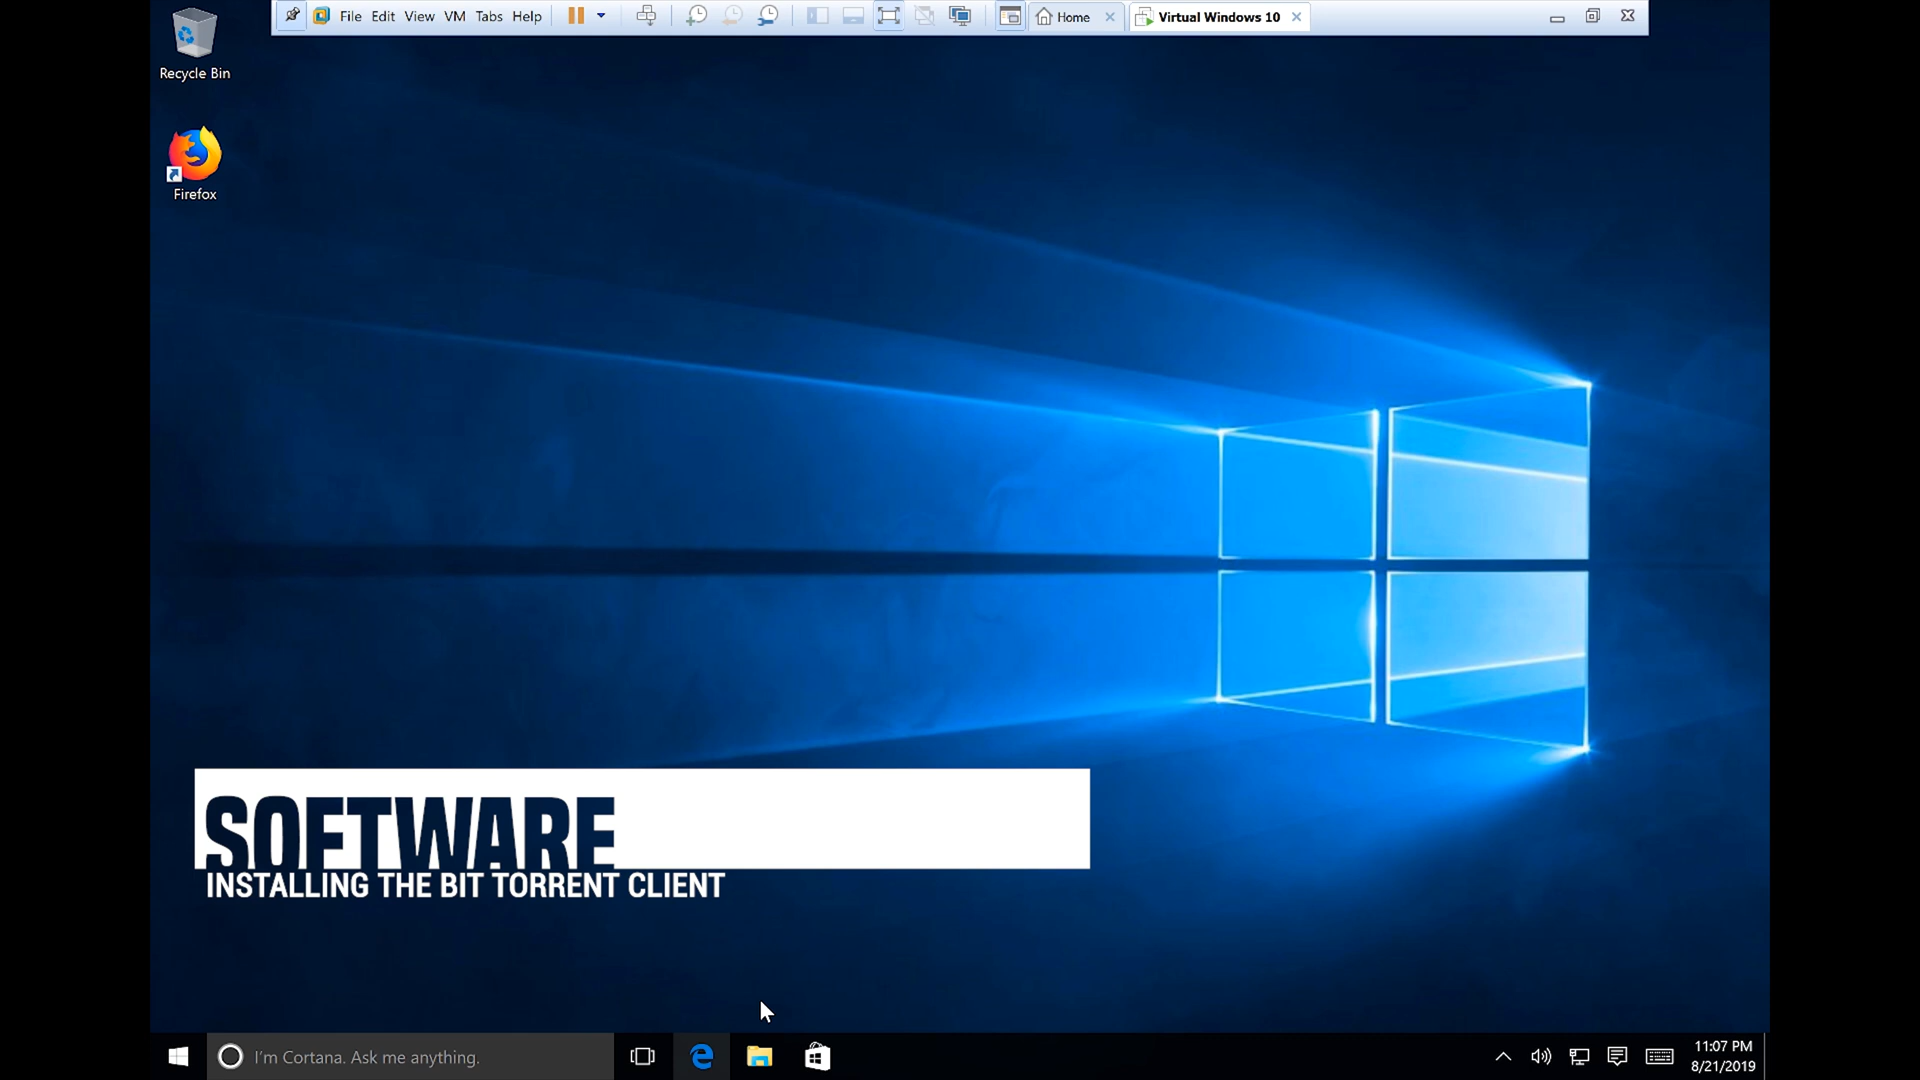 File Edit View VM Tabs Help Home Virtual Windows 10
Recycle Bin
Firefox
SOFTWARE
INSTALLING THE BIT TORRENT CLIENT
I'm Cortana. Ask me anything.
11:07 PM
8/21/2019